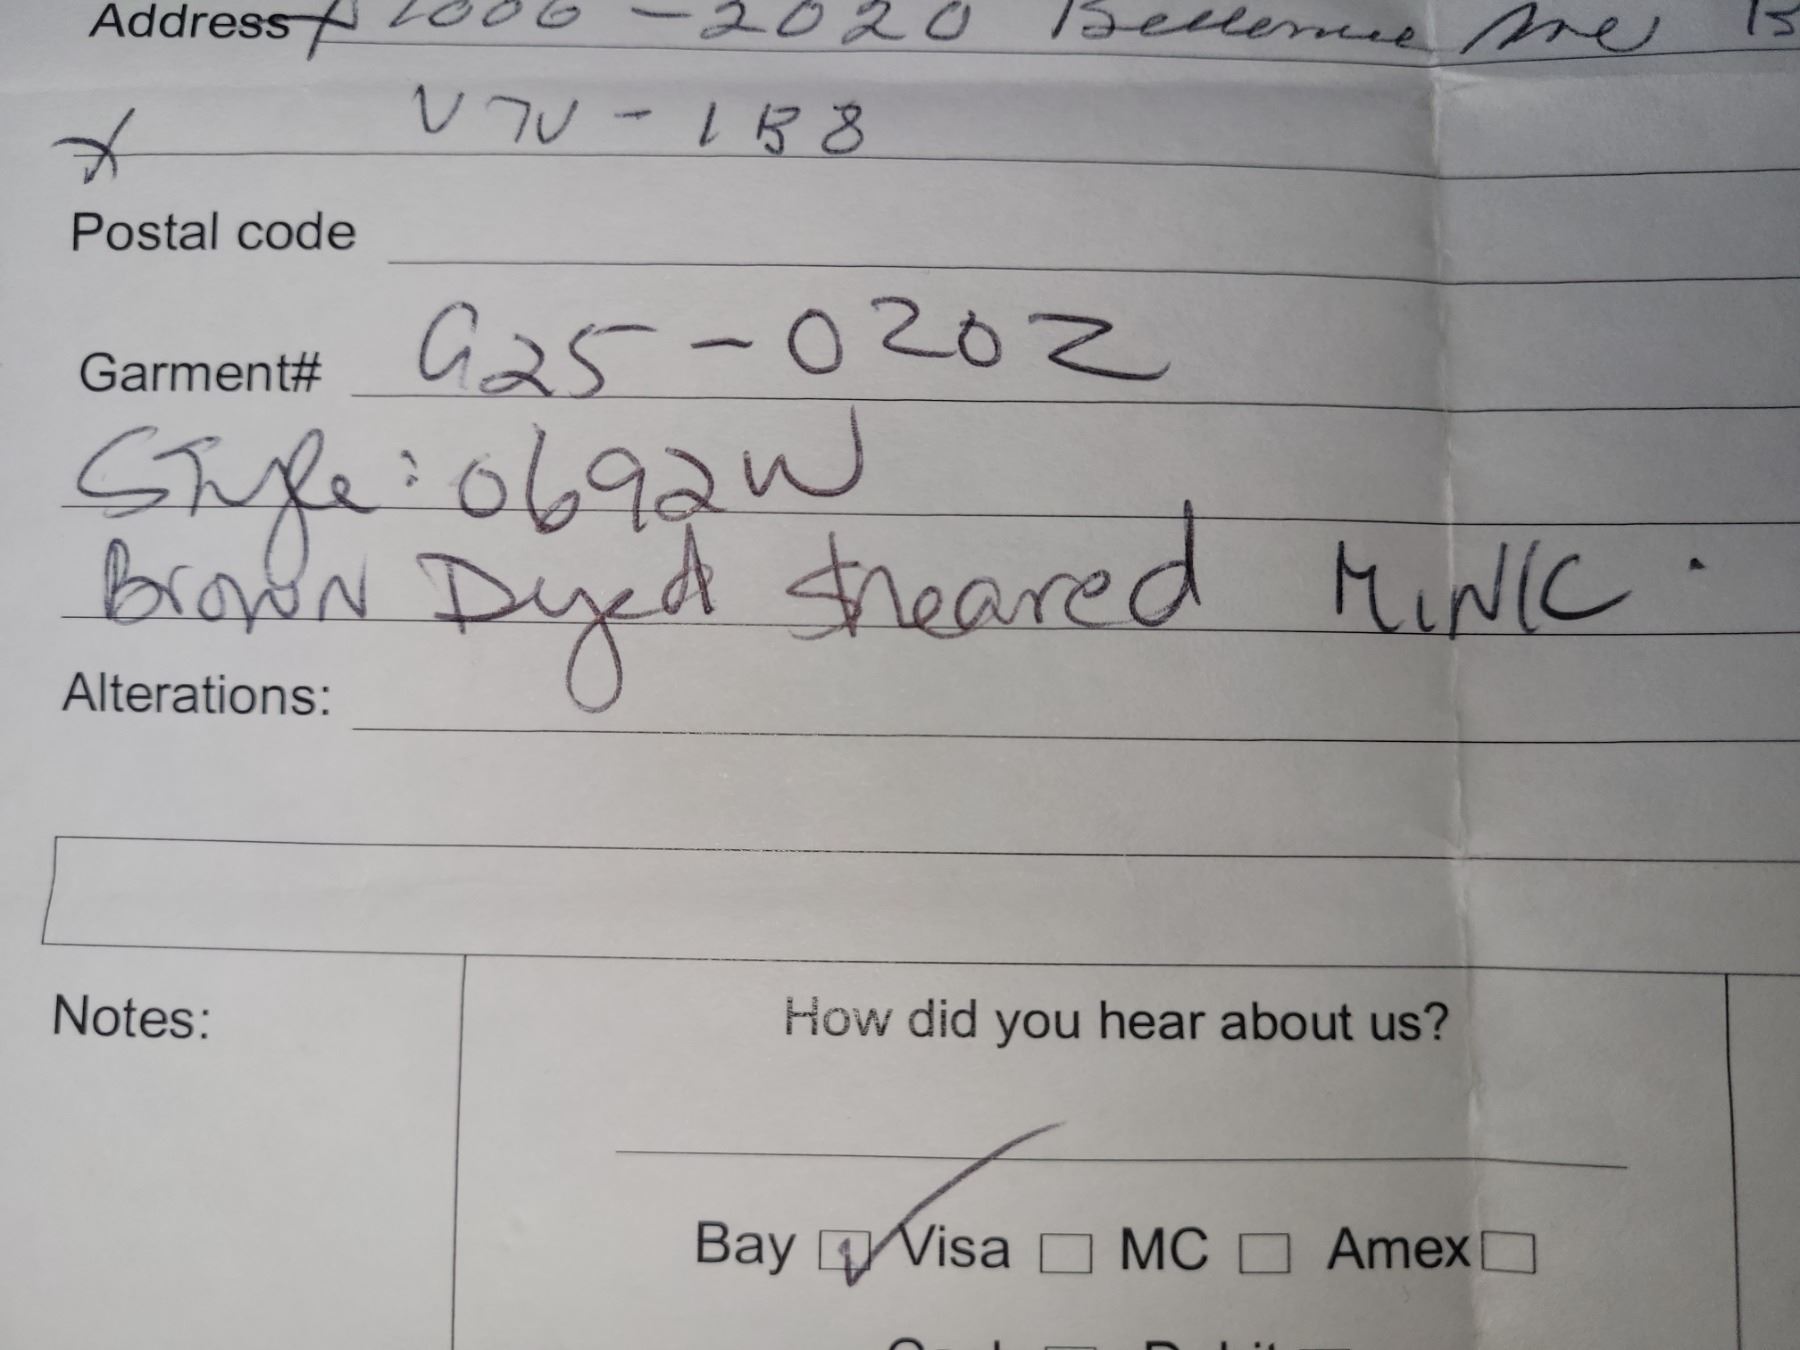 Address 1006 - 2020 Bellevue Ave
V7V - 1B8
Postal code
Garment# G25 - 0202
Style: 0692W
Brown Dyed Sheared MiNK.
Alterations:
Notes:
How did you hear about us?
Bay Visa MC Amex